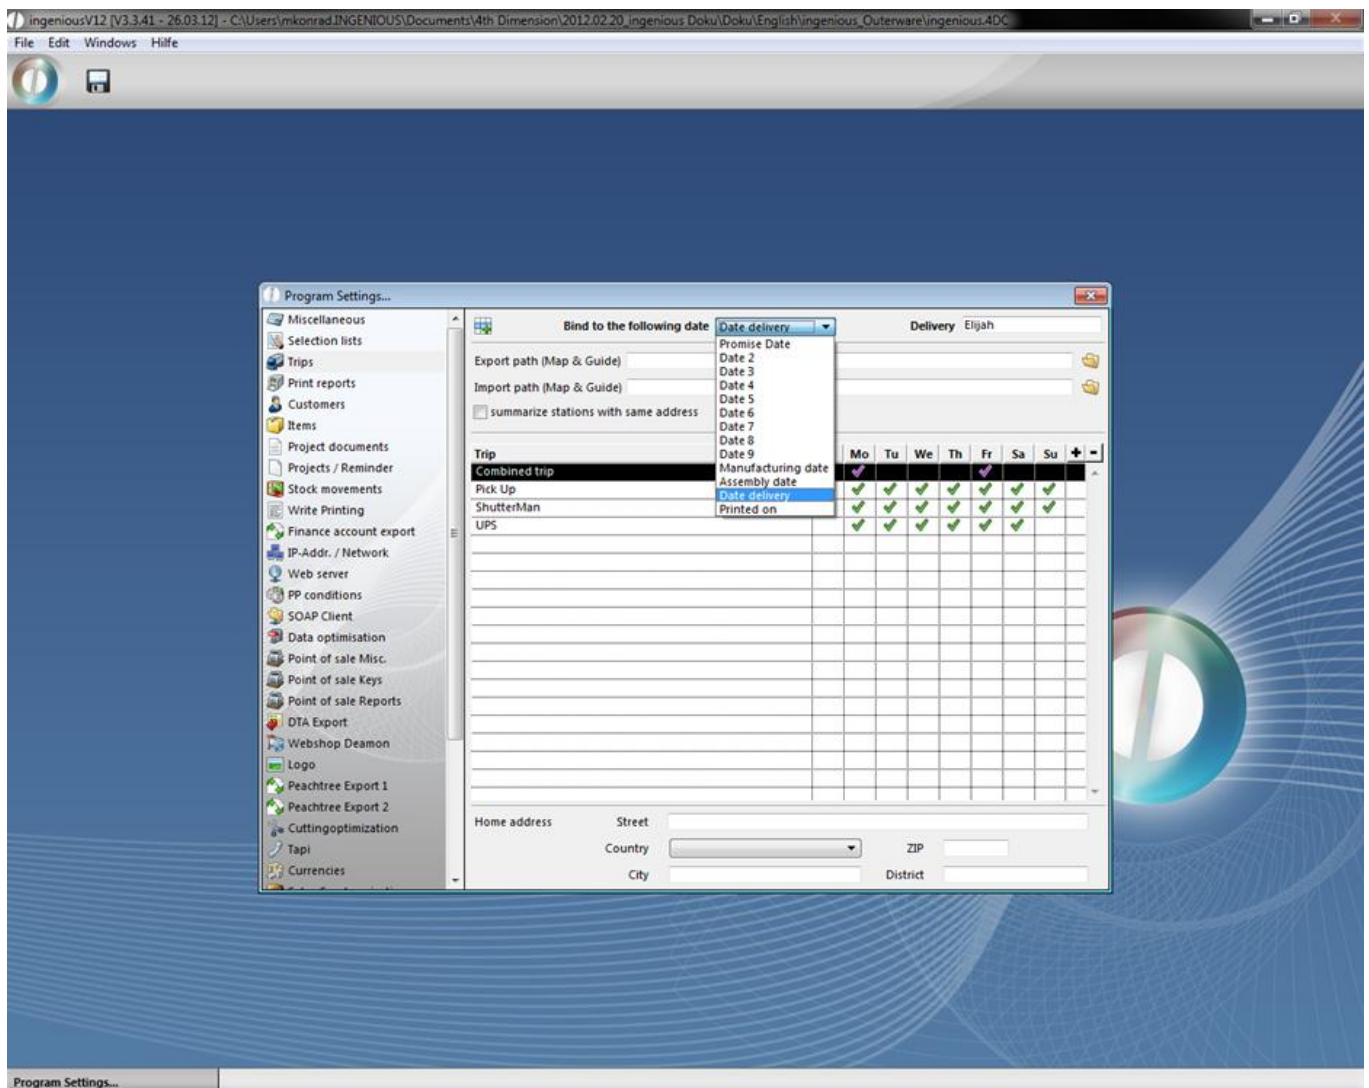 ingeniousV12 [V3.3.41 - 26.03.12] - C:\Users\mkonrad.INGENIOUS\Documents\4th Dimension\2012.02.20_ingenious Doku\Doku\English\ingenious_Outerware\ingenious.4DC
File Edit Windows Hilfe
Program Settings...
Miscellaneous
Selection lists
Trips
Print reports
Customers
Items
Project documents
Projects / Reminder
Stock movements
Write Printing
Finance account export
IP-Addr. / Network
Web server
PP conditions
SOAP Client
Data optimisation
Point of sale Misc.
Point of sale Keys
Point of sale Reports
DTA Export
Webshop Deamon
Logo
Peachtree Export 1
Peachtree Export 2
Cuttingoptimization
Tapi
Currencies
Bind to the following date Date delivery Delivery Elijah
Promise Date
Date 2
Date 3
Date 4
Date 5
Date 6
Date 7
Date 8
Date 9
Manufacturing date
Assembly date
Date delivery
Printed on
Export path (Map & Guide)
Import path (Map & Guide)
summarize stations with same address
Trip Mo Tu We Th Fr Sa Su + -
Combined trip
Pick Up
ShutterMan
UPS
Home address Street
Country ZIP
City District
Program Settings...